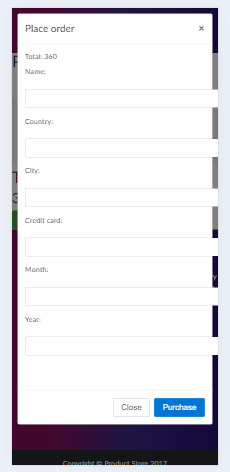 Place order
×
Total: 360
Name:
Country:
City:
Credit card:
Month:
Year:
Close Purchase
Copyright © Product Store 2017